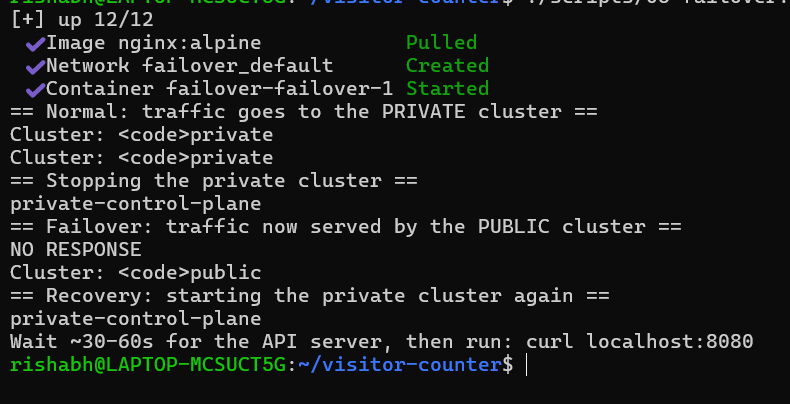 [+] up 12/12
✔Image nginx:alpine Pulled
✔Network failover_default Created
✔Container failover-failover-1 Started
== Normal: traffic goes to the PRIVATE cluster ==
Cluster: <code>private
Cluster: <code>private
== Stopping the private cluster ==
private-control-plane
== Failover: traffic now served by the PUBLIC cluster ==
NO RESPONSE
Cluster: <code>public
== Recovery: starting the private cluster again ==
private-control-plane
Wait ~30-60s for the API server, then run: curl localhost:8080
rishabh@LAPTOP-MCSUCT5G:~/visitor-counter$